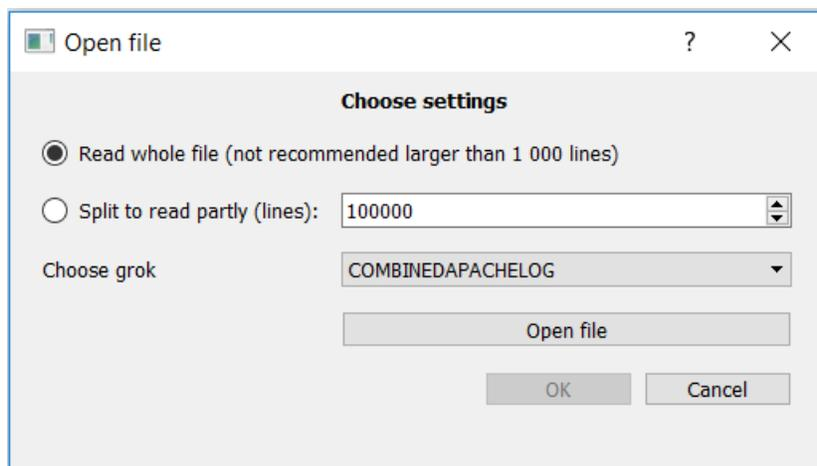 Open file ?
Choose settings
Read whole file (not recommended larger than 1 000 lines)
Split to read partly (lines): 100000
Choose grok COMBINEDAPACHELOG
Open file
OK Cancel